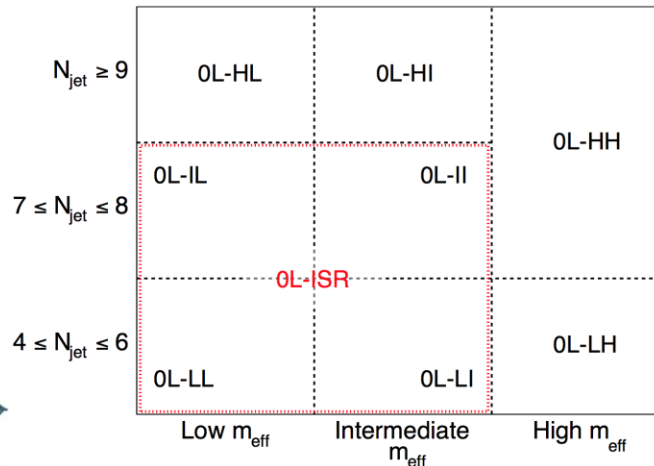 N_jet ≥ 9
0L-HL
0L-HI
0L-HH
7 ≤ N_jet ≤ 8
0L-IL
0L-II
0L-ISR
4 ≤ N_jet ≤ 6
0L-LL
0L-LI
0L-LH
Low m_eff
Intermediate
m_eff
High m_eff